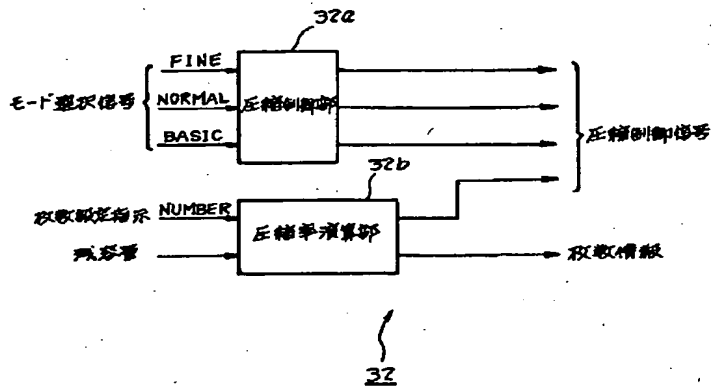 32a
FINE
モード選択信号
NORMAL
圧縮制御部
BASIC
圧縮制御信号
32b
枚数設定指示
NUMBER
圧縮率演算部
残容量
枚数情報
32